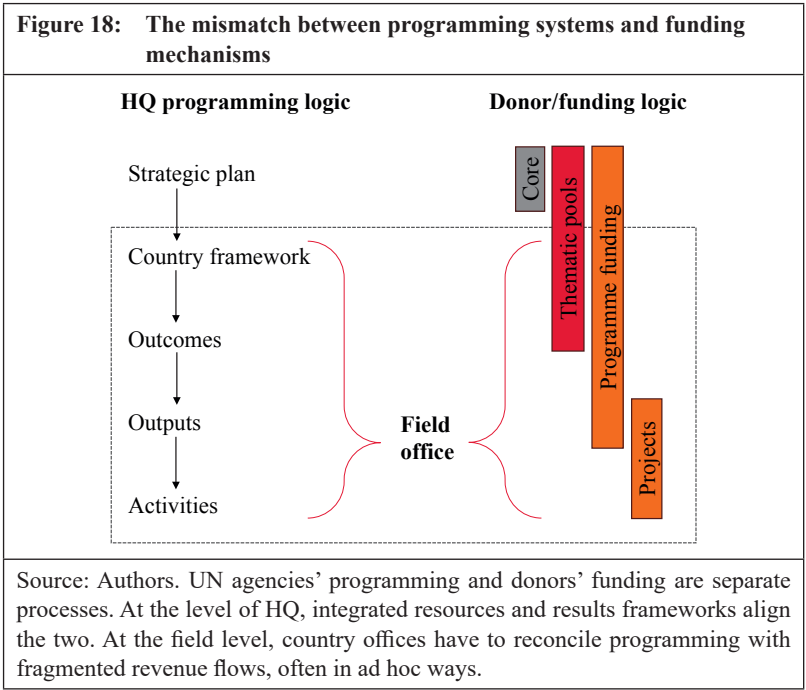 Figure 18: The mismatch between programming systems and funding
mechanisms
HQ programming logic
Donor/funding logic
Strategic plan
Country framework
Outcomes
Outputs
Activities
Field
office
Core
Thematic pools
Programme funding
Projects
Source: Authors. UN agencies’ programming and donors’ funding are separate
processes. At the level of HQ, integrated resources and results frameworks align
the two. At the field level, country offices have to reconcile programming with
fragmented revenue flows, often in ad hoc ways.